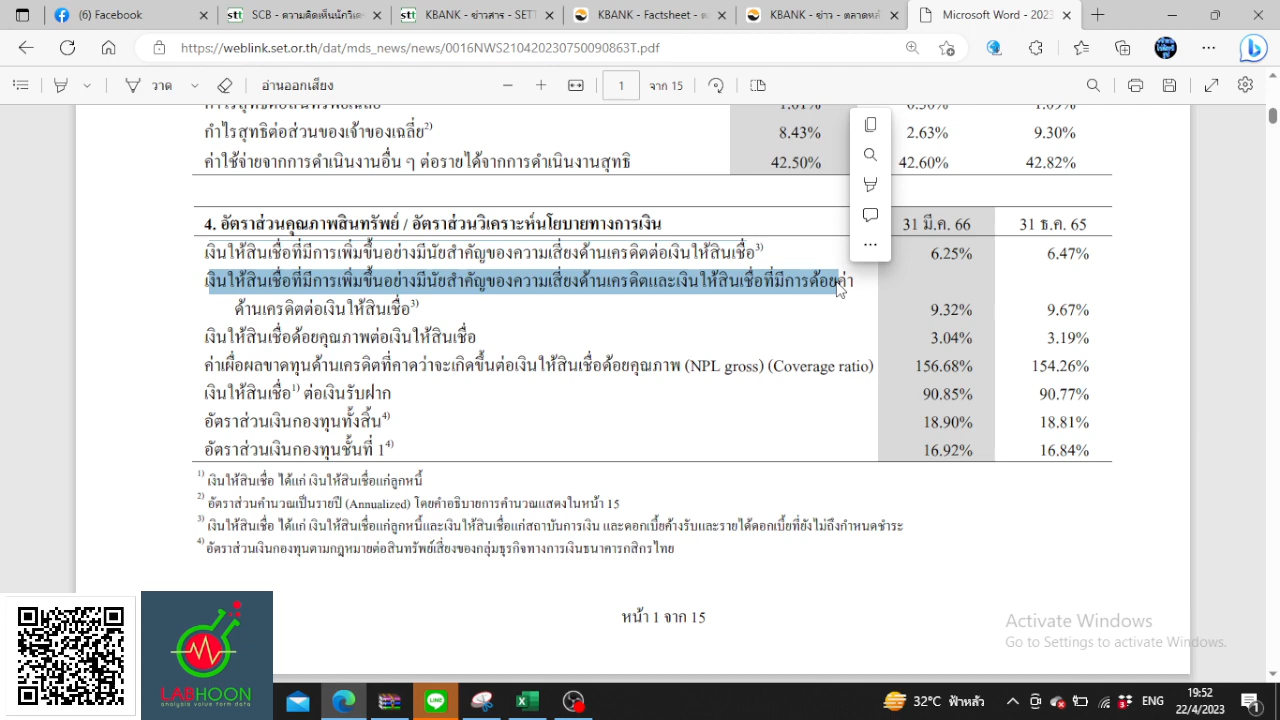 Facebook
SCB - ความคิดเห็นนักวิเคร
KBANK - ข่าวสาร - SETT
KBANK - Factsheet - ต
KBANK - ข่าว - ตลาดหลั
Microsoft Word - 2023
https://weblink.set.or.th/dat/mds_news/news/0016NWS210420230750090863T.pdf
วาด
อ่านออกเสียง
1
จาก 15
กำไรสุทธิต่อสินทรัพย์เฉลี่ย
กำไรสุทธิต่อส่วนของเจ้าของเฉลี่ย2) 8.43% 2.63% 9.30%
ค่าใช้จ่ายจากการดำเนินงานอื่น ๆ ต่อรายได้จากการดำเนินงานสุทธิ 42.50% 42.60% 42.82%
4. อัตราส่วนคุณภาพสินทรัพย์ / อัตราส่วนวิเคราะห์นโยบายทางการเงิน 31 มี.ค. 66 31 ธ.ค. 65
เงินให้สินเชื่อที่มีการเพิ่มขึ้นอย่างมีนัยสำคัญของความเสี่ยงด้านเครดิตต่อเงินให้สินเชื่อ3) 6.25% 6.47%
เงินให้สินเชื่อที่มีการเพิ่มขึ้นอย่างมีนัยสำคัญของความเสี่ยงด้านเครดิตและเงินให้สินเชื่อที่มีการด้อยค่า
ด้านเครดิตต่อเงินให้สินเชื่อ3) 9.32% 9.67%
เงินให้สินเชื่อด้อยคุณภาพต่อเงินให้สินเชื่อ 3.04% 3.19%
ค่าเผื่อผลขาดทุนด้านเครดิตที่คาดว่าจะเกิดขึ้นต่อเงินให้สินเชื่อด้อยคุณภาพ (NPL gross) (Coverage ratio) 156.68% 154.26%
เงินให้สินเชื่อ1) ต่อเงินรับฝาก 90.85% 90.77%
อัตราส่วนเงินกองทุนทั้งสิ้น4) 18.90% 18.81%
อัตราส่วนเงินกองทุนชั้นที่ 14) 16.92% 16.84%
1) เงินให้สินเชื่อ ได้แก่ เงินให้สินเชื่อแก่ลูกหนี้
2) อัตราส่วนคำนวณเป็นรายปี (Annualized) โดยคำอธิบายการคำนวณแสดงในหน้า 15
3) เงินให้สินเชื่อ ได้แก่ เงินให้สินเชื่อแก่ลูกหนี้และเงินให้สินเชื่อแก่สถาบันการเงิน และดอกเบี้ยค้างรับและรายได้ดอกเบี้ยที่ยังไม่ถึงกำหนดชำระ
4) อัตราส่วนเงินกองทุนตามกฎหมายต่อสินทรัพย์เสี่ยงของกลุ่มธุรกิจทางการเงินธนาคารกสิกรไทย
หน้า 1 จาก 15
Activate Windows
Go to Settings to activate Windows.
LABHOON
analysis value form data
32°C ฟ้าหลัว
ENG
19:52
22/4/2023
1